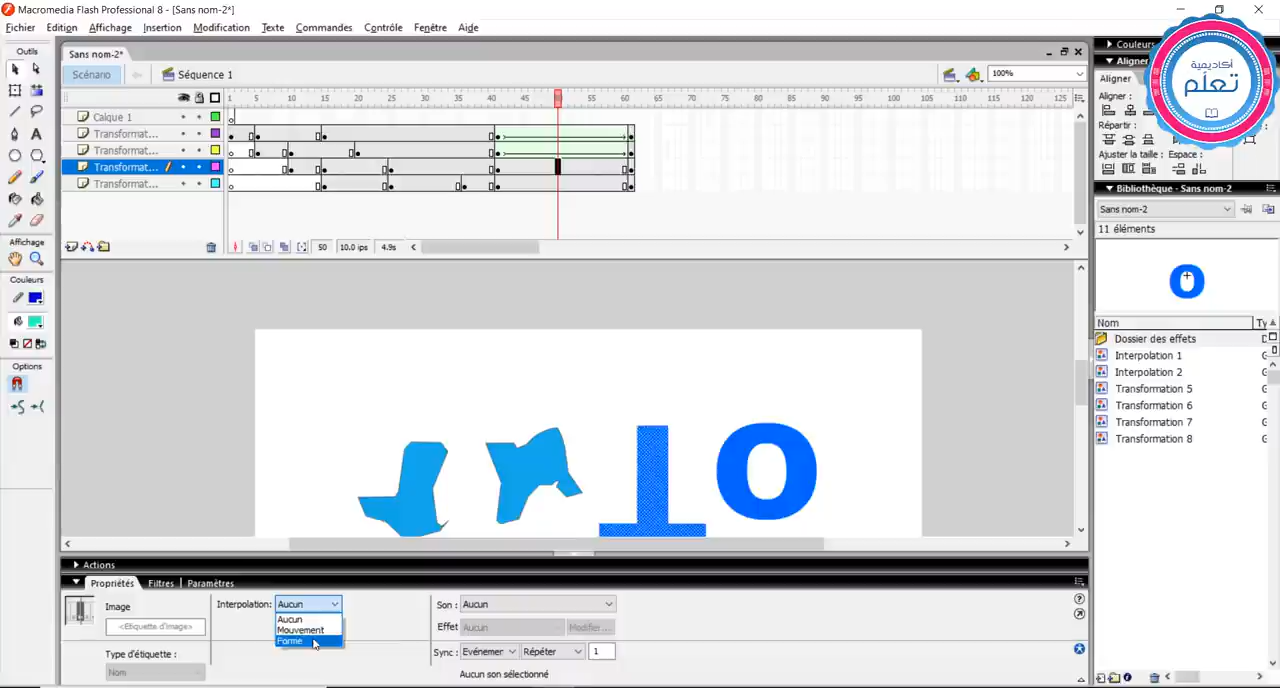 Macromedia Flash Professional 8 - [Sans nom-2*]
Fichier Edition Affichage Insertion Modification Texte Commandes Contrôle Fenêtre Aide
Outils
Sans nom-2*
Scénario
Séquence 1
100%
1 5 10 15 20 25 30 35 40 45 55 60 65 70 75 80 85 90 95 100 105 110 115 120 125
Calque 1
Transformat...
Transformat...
Transformat...
Transformat...
50 10.0 ips 4.9s
Affichage
Couleurs
Options
TO
Actions
Propriétés Filtres Paramètres
Image
<Etiquette d'image>
Type d'étiquette :
Nom
Interpolation: Aucun
Aucun
Mouvement
Forme
Son : Aucun
Effet Aucun Modifier...
Sync : Evénemer Répéter 1
Aucun son sélectionné
Couleurs
Aligner
Aligner
Aligner :
Répartir :
Ajuster la taille : Espace :
أكاديمية
تعلَم
Bibliothèque - Sans nom-2
Sans nom-2
11 éléments
O
Nom Ty
Dossier des effets
Interpolation 1
Interpolation 2
Transformation 5
Transformation 6
Transformation 7
Transformation 8